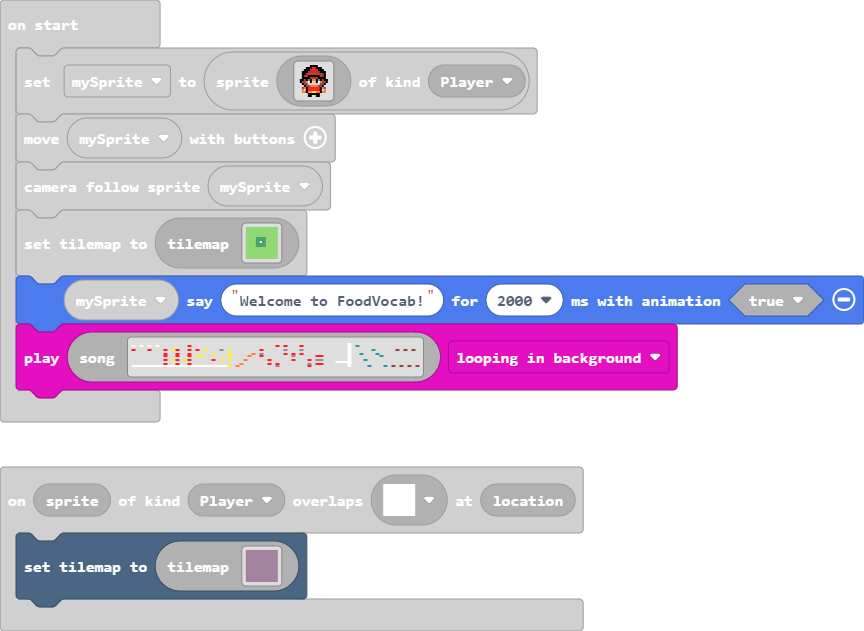 on start
set mySprite to sprite of kind Player
move mySprite with buttons
camera follow sprite mySprite
set tilemap to tilemap
mySprite say "Welcome to FoodVocab!" for 2000 ms with animation true
play song looping in background
on sprite of kind Player overlaps at location
set tilemap to tilemap